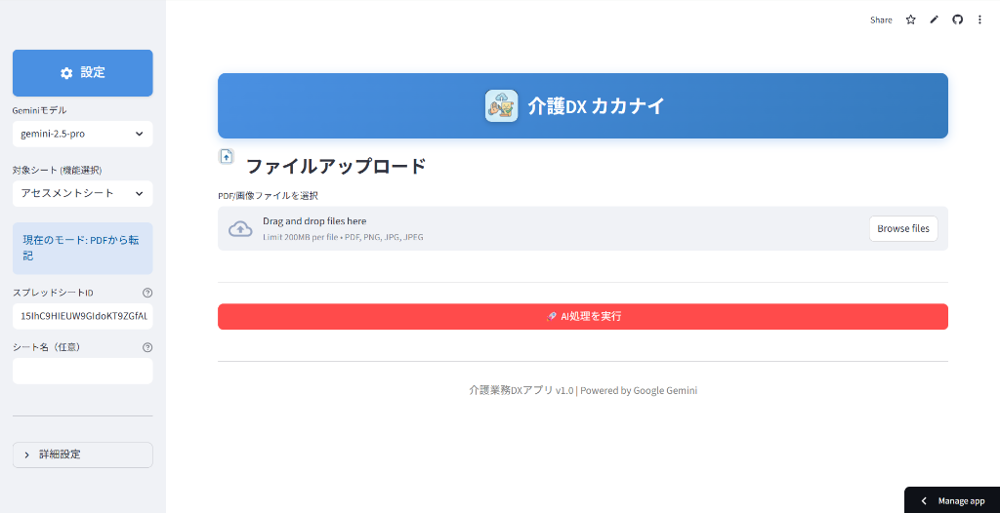 Share
設定
Geminiモデル
gemini-2.5-pro
対象シート (機能選択)
アセスメントシート
現在のモード: PDFから転
記
スプレッドシートID
15IhC9HIEUW9GIdoKT9ZGfAL
シート名（任意）
詳細設定
介護DX カカナイ
ファイルアップロード
PDF/画像ファイルを選択
Drag and drop files here
Limit 200MB per file • PDF, PNG, JPG, JPEG
Browse files
🚀 AI処理を実行
介護業務DXアプリ v1.0 | Powered by Google Gemini
Manage app